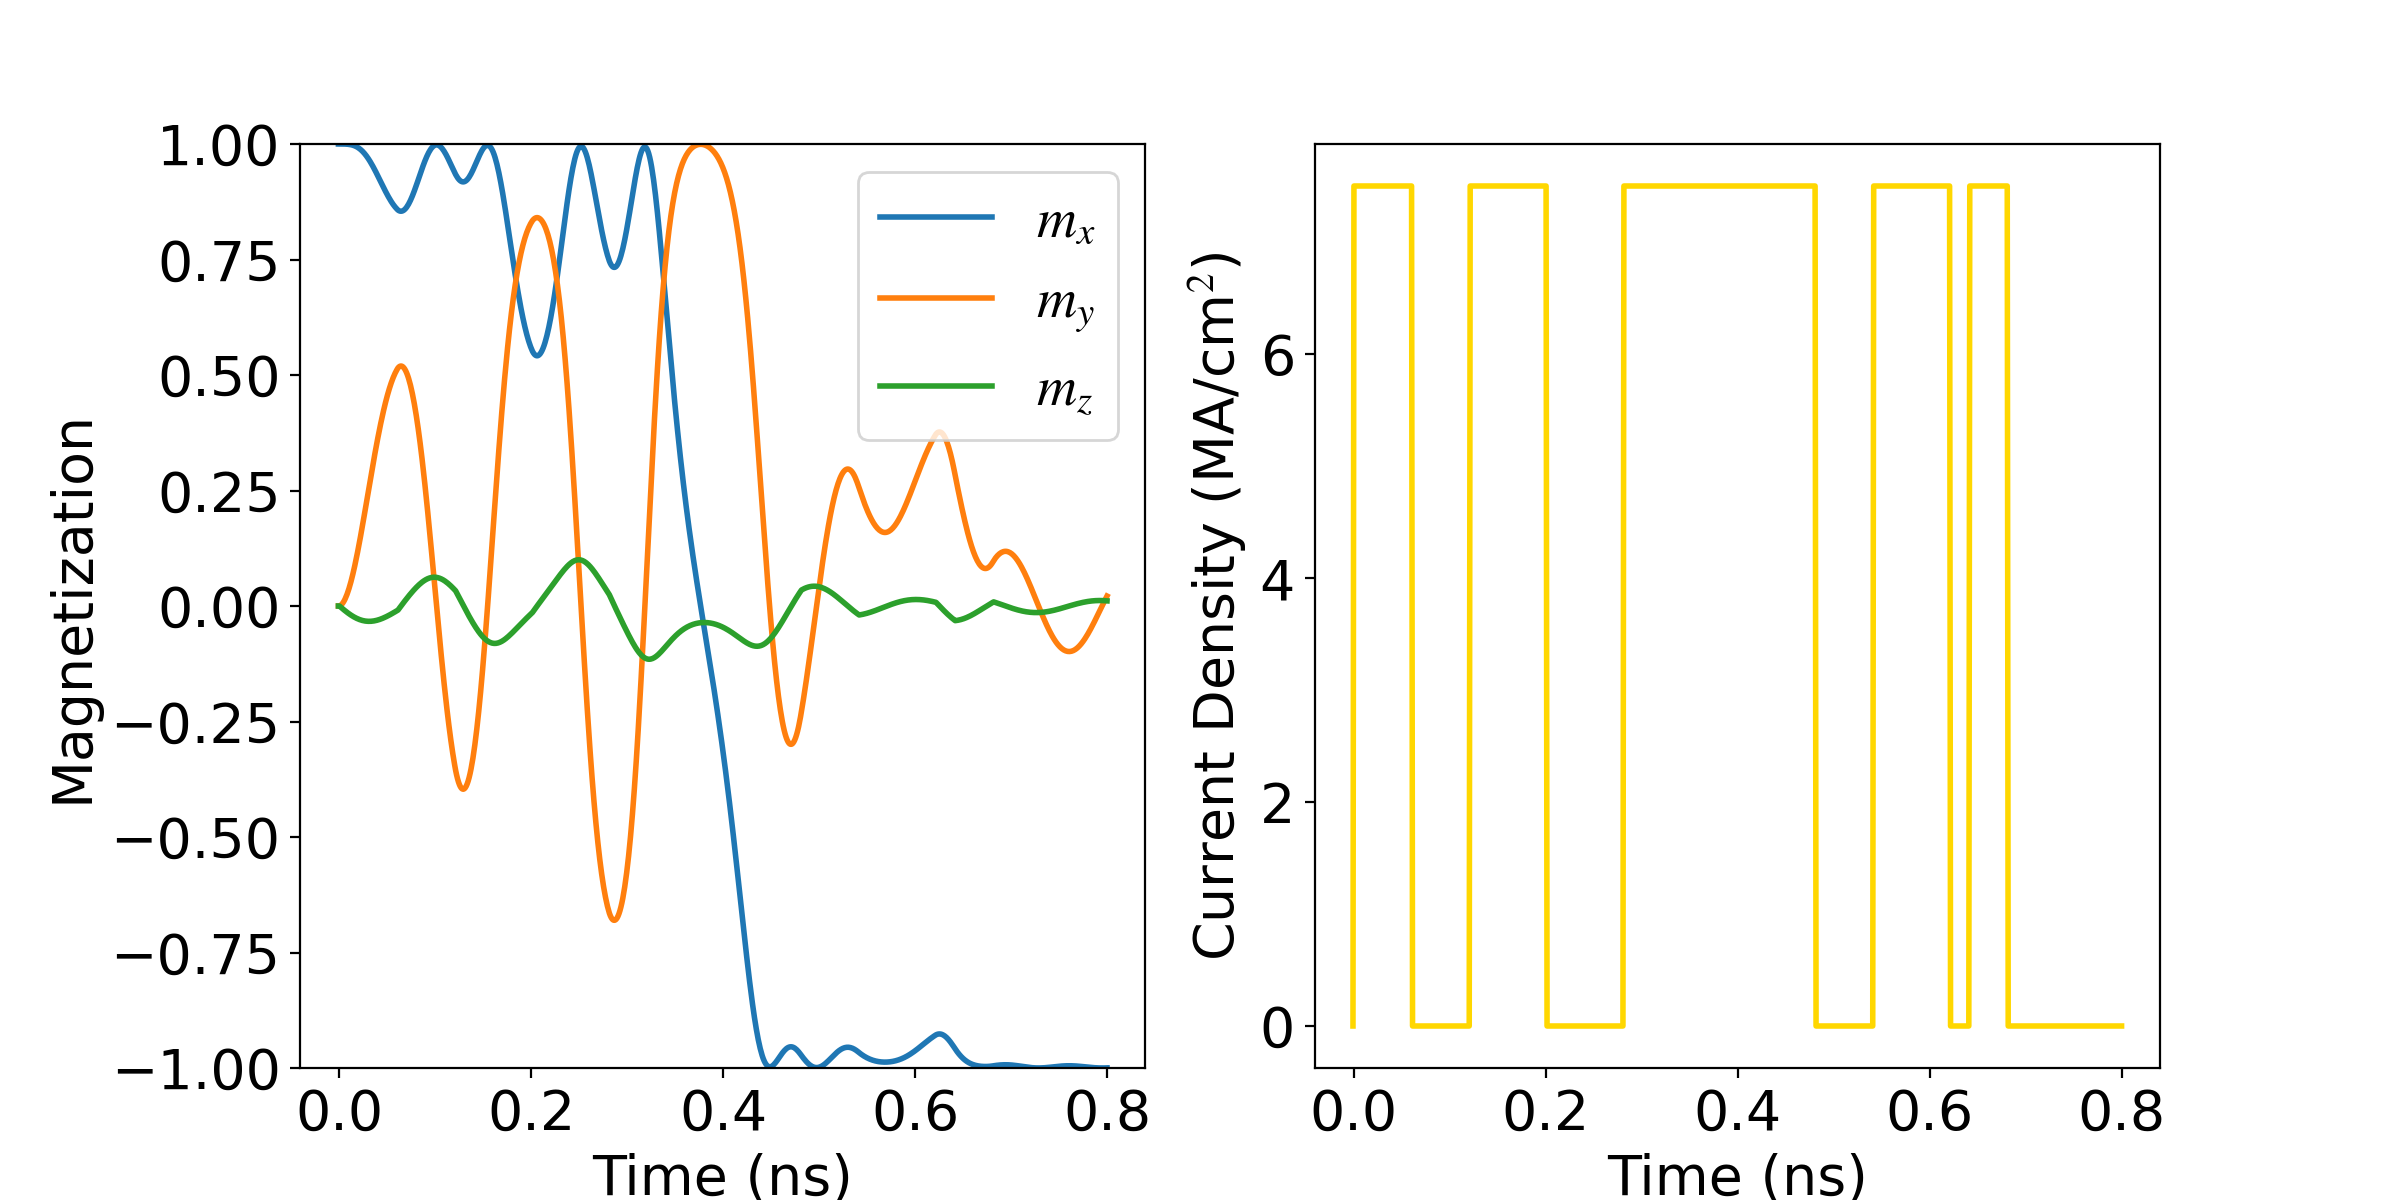 Magnetization
1.00
0.75
0.50
0.25
0.00
−0.25
−0.50
−0.75
−1.00
0.0 0.2 0.4 0.6 0.8
Time (ns)
m_x
m_y
m_z
Current Density (MA/cm²)
6
4
2
0
0.0 0.2 0.4 0.6 0.8
Time (ns)